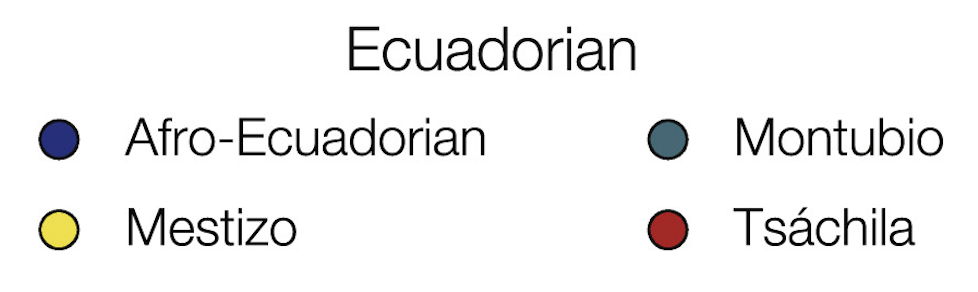 Ecuadorian
Afro-Ecuadorian
Montubio
Mestizo
Tsáchila